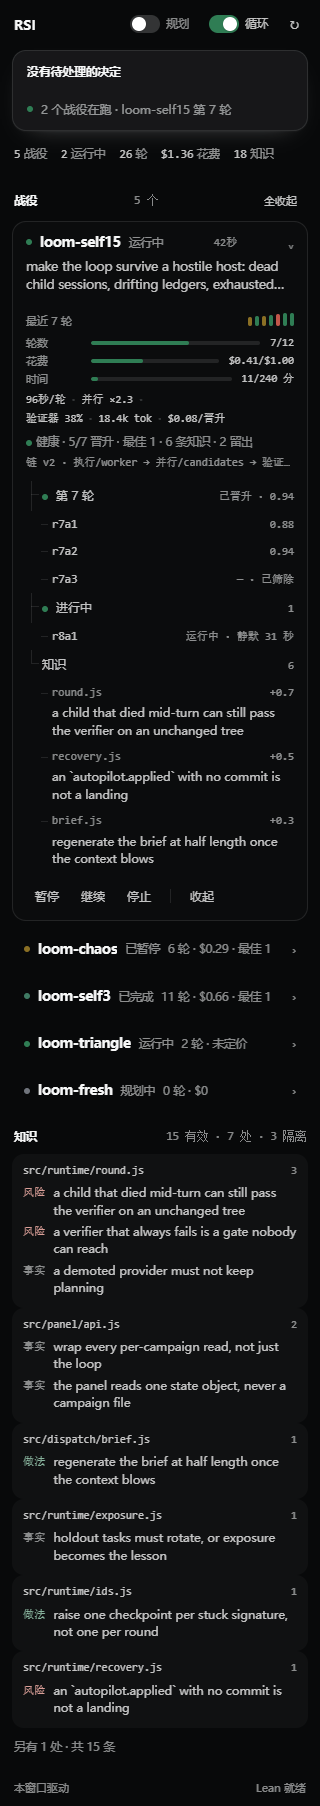 RSI 规划 循环 ↻
没有待处理的决定
2 个战役在跑 · loom-self15 第 7 轮
5 战役 2 运行中 26 轮 $1.36 花费 18 知识
战役 5 个 全收起
loom-self15 运行中 42秒 ˅
make the loop survive a hostile host: dead
child sessions, drifting ledgers, exhausted…
最近 7 轮
轮数 7/12
花费 $0.41/$1.00
时间 11/240 分
96秒/轮 · 并行 ×2.3 ·
验证器 38% · 18.4k tok · $0.08/晋升
健康 · 5/7 晋升 · 最佳 1 · 6 条知识 · 2 留出
链 v2 · 执行/worker → 并行/candidates → 验证…
第 7 轮 已晋升 · 0.94
r7a1 0.88
r7a2 0.94
r7a3 — · 已筛除
进行中 1
r8a1 运行中 · 静默 31 秒
知识 6
round.js +0.7
a child that died mid-turn can still pass
the verifier on an unchanged tree
recovery.js +0.5
an `autopilot.applied` with no commit is
not a landing
brief.js +0.3
regenerate the brief at half length once
the context blows
暂停 继续 停止 收起
loom-chaos 已暂停 6 轮 · $0.29 · 最佳 1 ›
loom-self3 已完成 11 轮 · $0.66 · 最佳 1 ›
loom-triangle 运行中 2 轮 · 未定价 ›
loom-fresh 规划中 0 轮 · $0 ›
知识 15 有效 · 7 处 · 3 隔离
src/runtime/round.js 3
风险 a child that died mid-turn can still pass
the verifier on an unchanged tree
风险 a verifier that always fails is a gate nobody
can reach
事实 a demoted provider must not keep
planning
src/panel/api.js 2
事实 wrap every per-campaign read, not just
the loop
事实 the panel reads one state object, never a
campaign file
src/dispatch/brief.js 1
做法 regenerate the brief at half length once
the context blows
src/runtime/exposure.js 1
事实 holdout tasks must rotate, or exposure
becomes the lesson
src/runtime/ids.js 1
做法 raise one checkpoint per stuck signature,
not one per round
src/runtime/recovery.js 1
风险 an `autopilot.applied` with no commit is
not a landing
另有 1 处 · 共 15 条
本窗口驱动 Lean 就绪